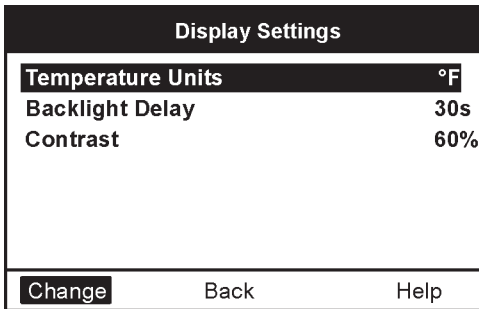 Display Settings
Temperature Units °F
Backlight Delay 30s
Contrast 60%
Change Back Help